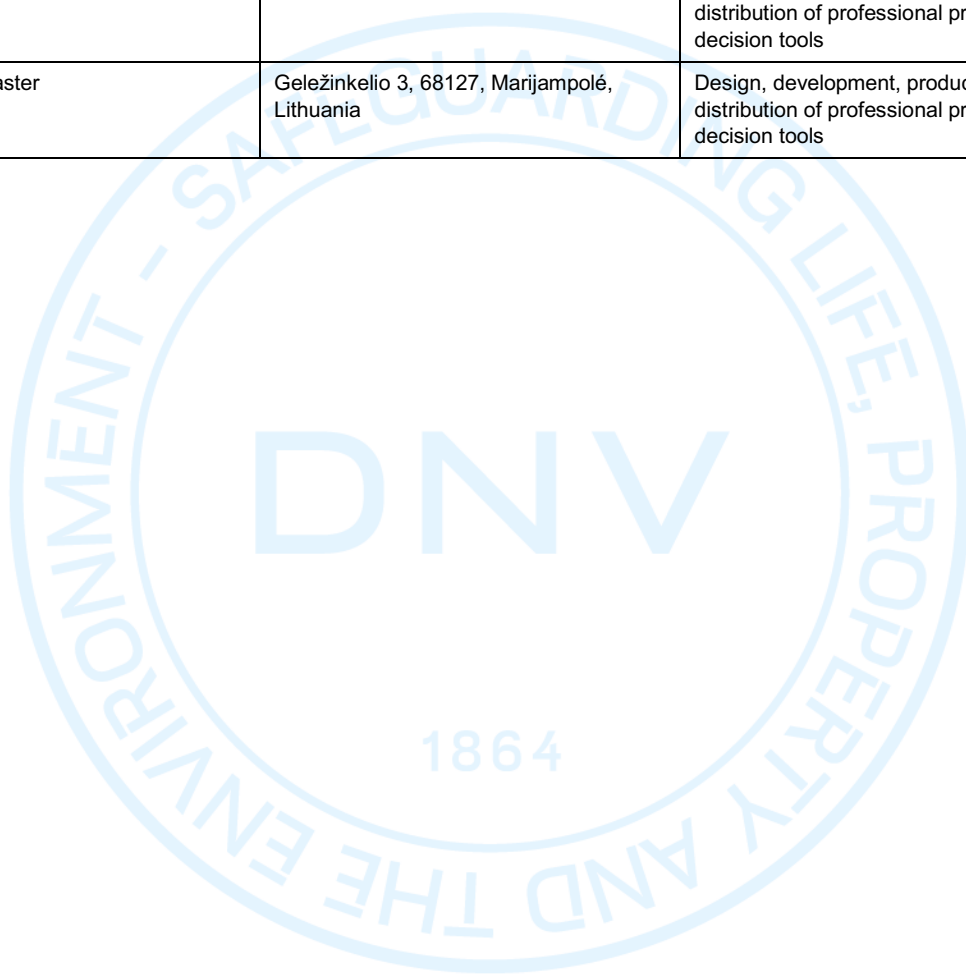 distribution of professional pr
decision tools
aster
Geležinkelio 3, 68127, Marijampolé,
Lithuania
Design, development, produc
distribution of professional pr
decision tools
SAFEGUARDING LIFE, PROPERTY AND THE ENVIRONMENT -
DNV
1864